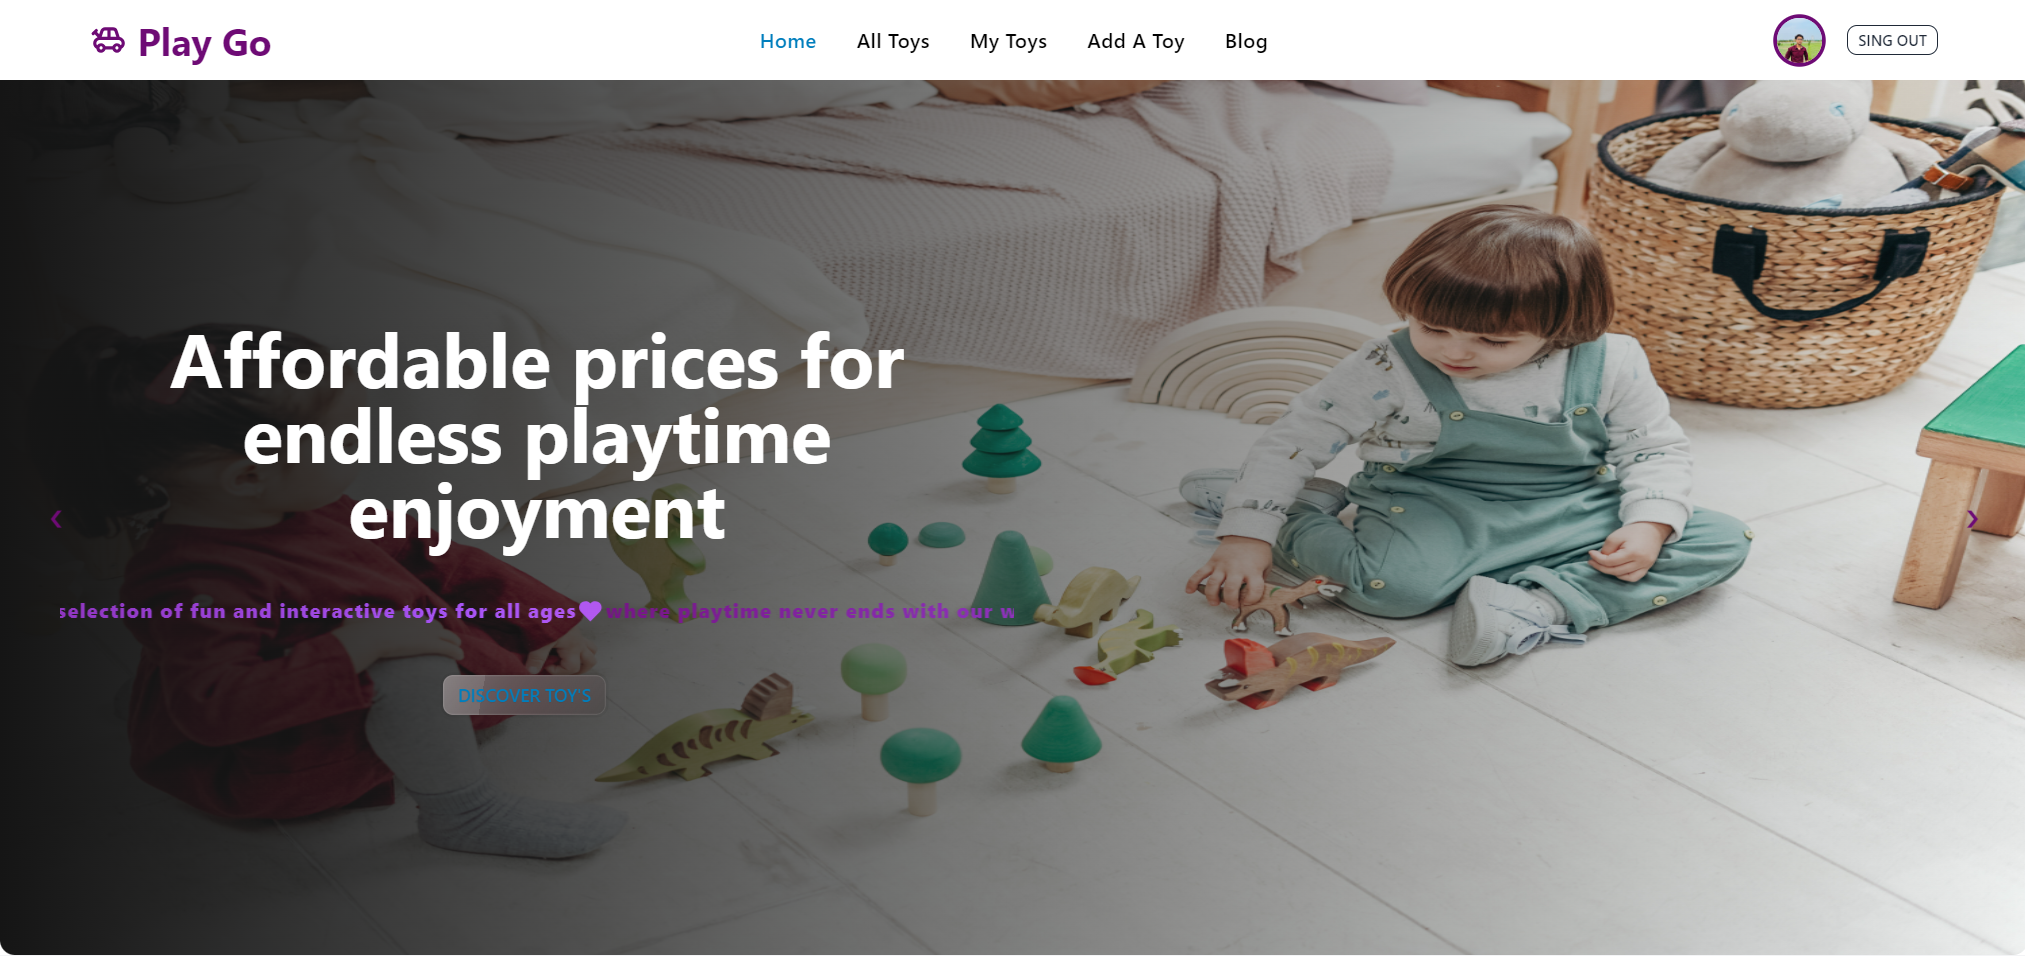 Play Go
Home All Toys My Toys Add A Toy Blog
SING OUT
Affordable prices for
endless playtime
enjoyment
selection of fun and interactive toys for all ages where playtime never ends with our w
DISCOVER TOY'S